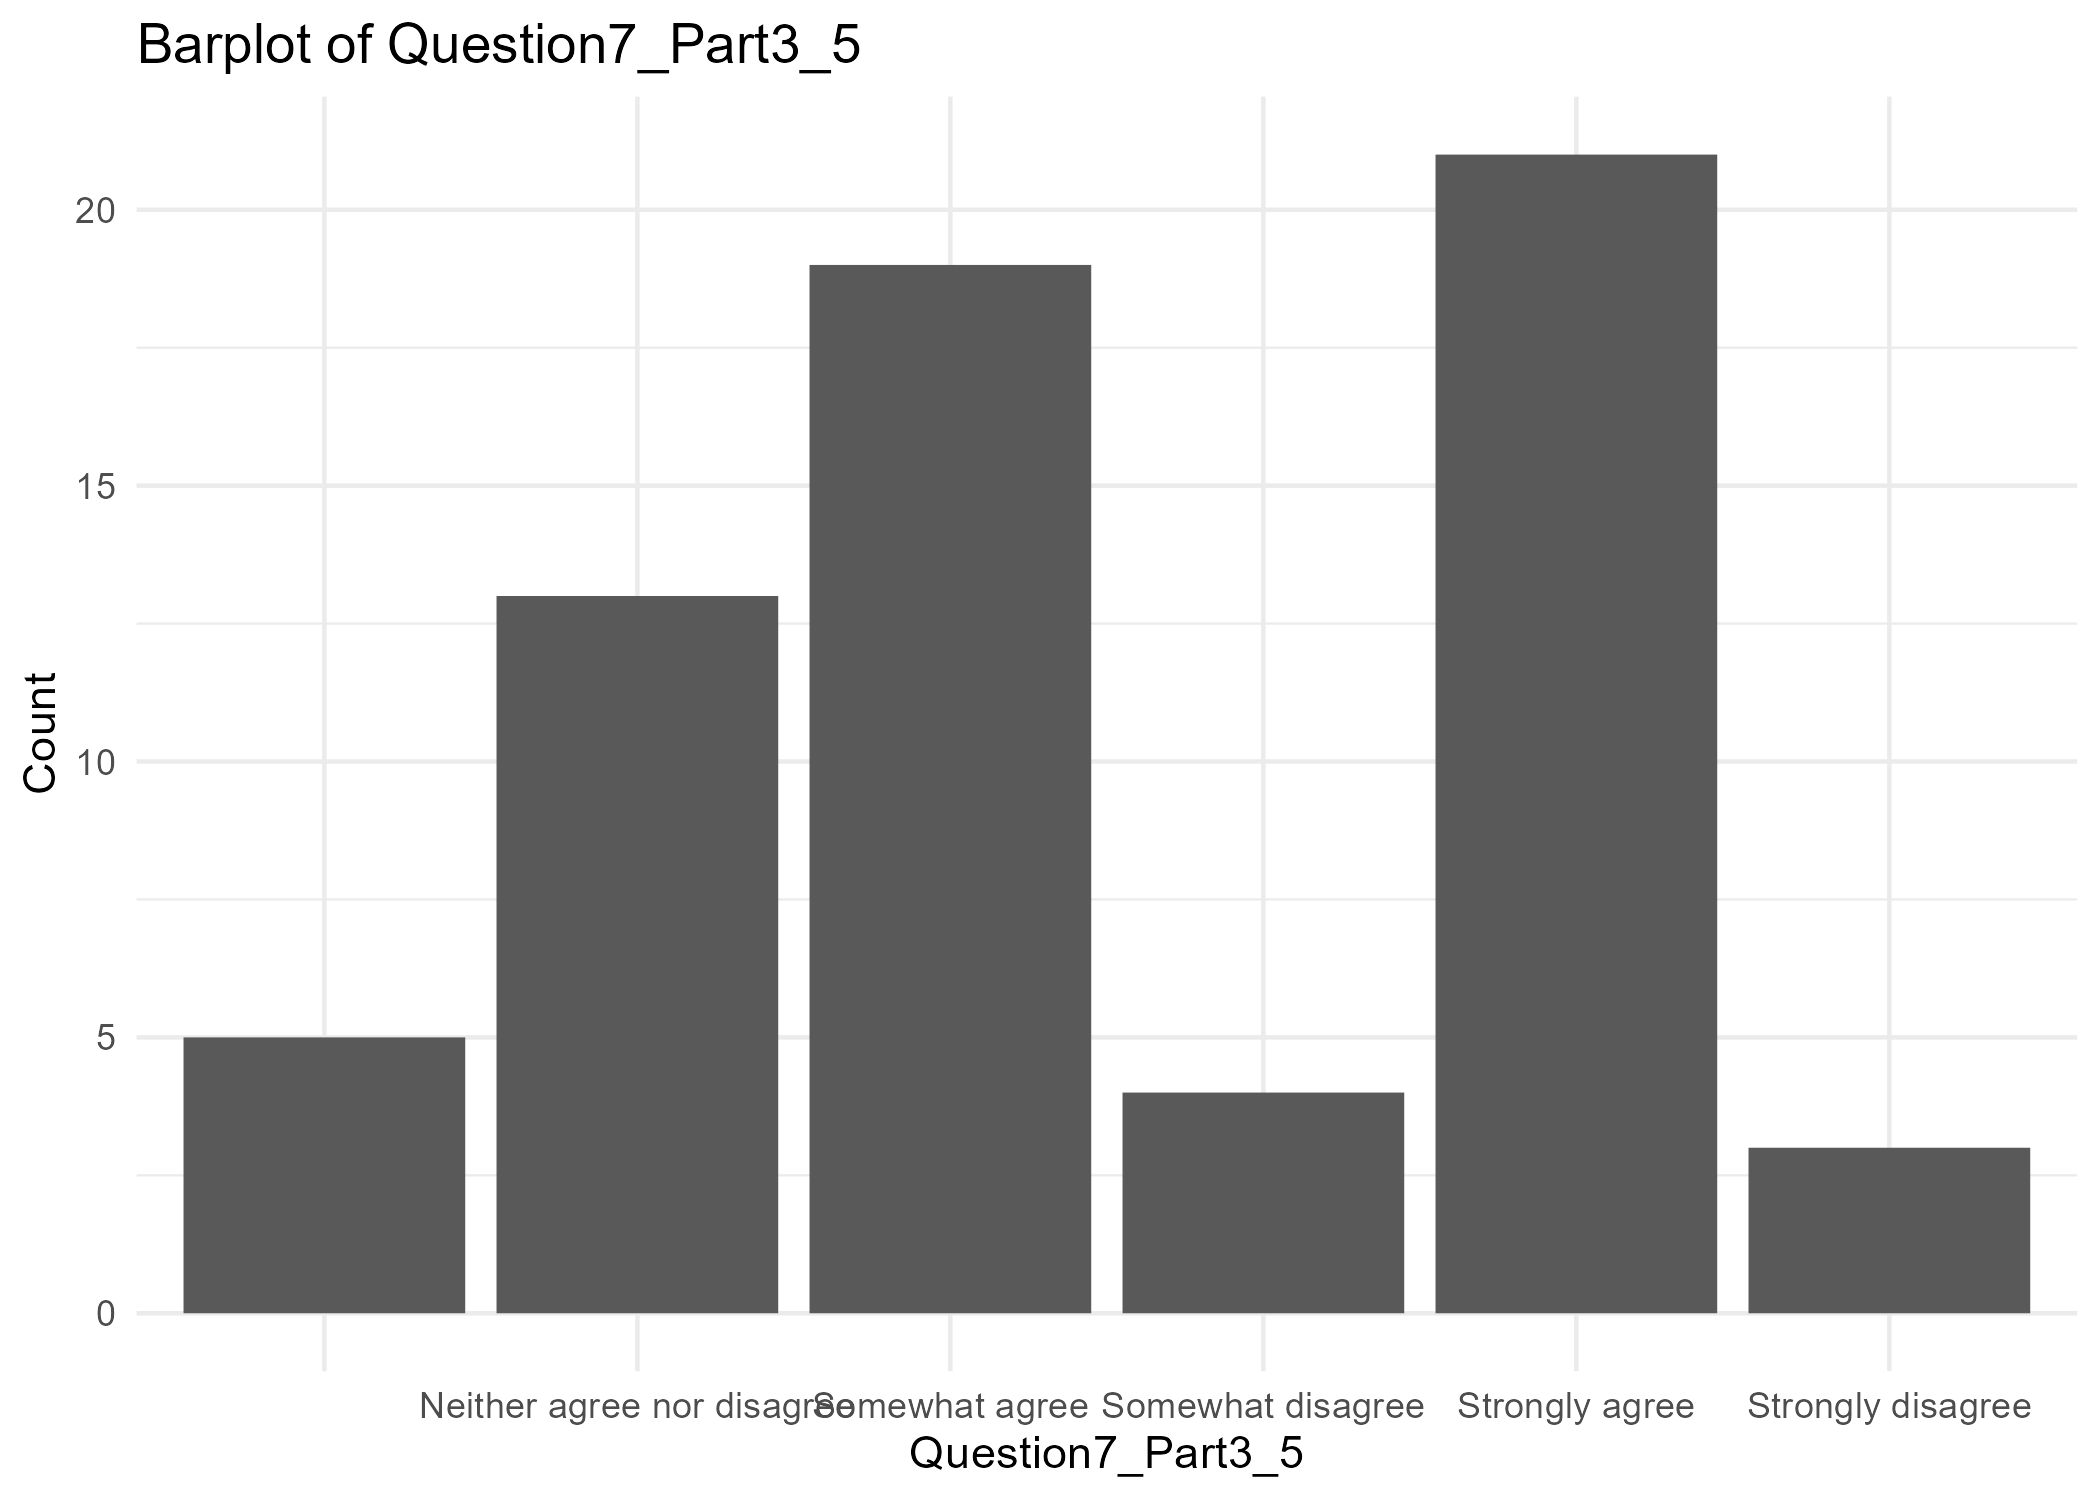 Barplot of Question7_Part3_5
Count
20
15
10
5
0
Neither agree nor disagree Somewhat agree Somewhat disagree Strongly agree Strongly disagree
Question7_Part3_5